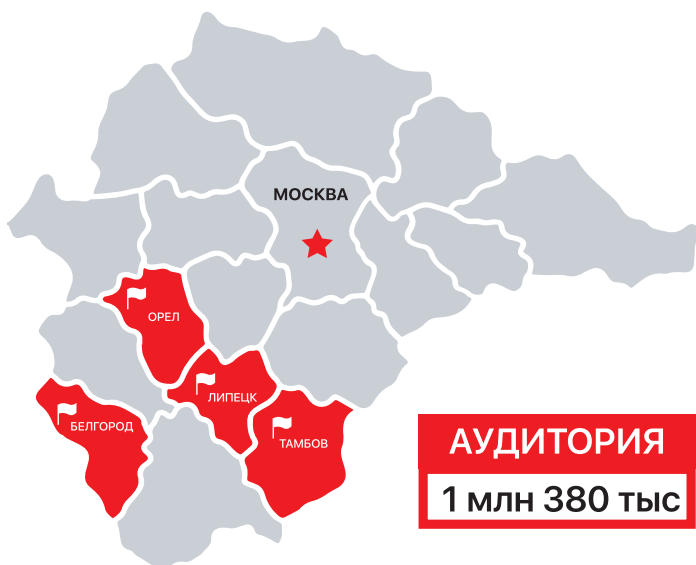 МОСКВА
ОРЕЛ
ЛИПЕЦК
БЕЛГОРОД
ТАМБОВ
АУДИТОРИЯ
1 млн 380 тыс